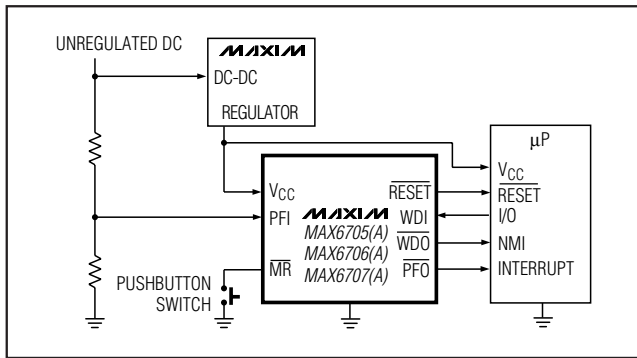 UNREGULATED DC
MAXIM
DC-DC
REGULATOR
μP
VCC
RESET
I/O
NMI
INTERRUPT
VCC
PFI
MR
MAXIM
MAX6705(A)
MAX6706(A)
MAX6707(A)
RESET
WDI
WDO
PFO
PUSHBUTTON
SWITCH